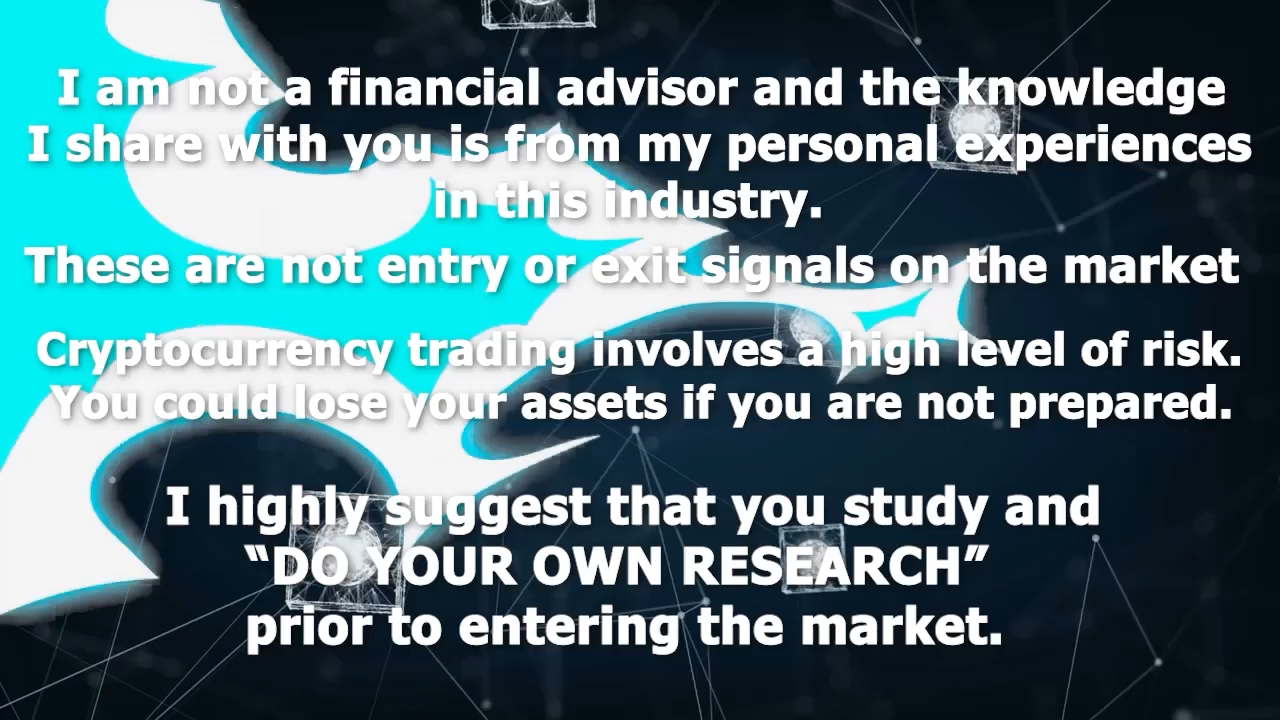 I am not a financial advisor and the knowledge
I share with you is from my personal experiences
in this industry.
These are not entry or exit signals on the market
Cryptocurrency trading involves a high level of risk.
You could lose your assets if you are not prepared.
I highly suggest that you study and
“DO YOUR OWN RESEARCH”
prior to entering the market.